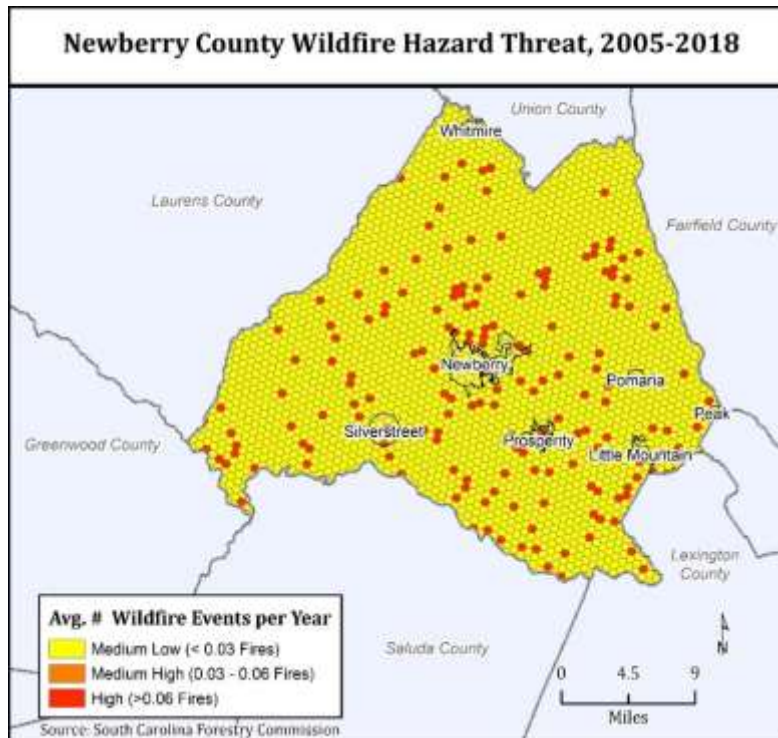 Newberry County Wildfire Hazard Threat, 2005-2018
Union County
Whitmire
Laurens County
Fairfield County
Newberry
Pomaria
Peak
Silverstreet
Prosperity
Little Mountain
Greenwood County
Lexington
County
Saluda County
Avg. # Wildfire Events per Year
Medium Low (< 0.03 Fires)
Medium High (0.03 - 0.06 Fires)
High (>0.06 Fires)
N
0 4.5 9
Miles
Source: South Carolina Forestry Commission